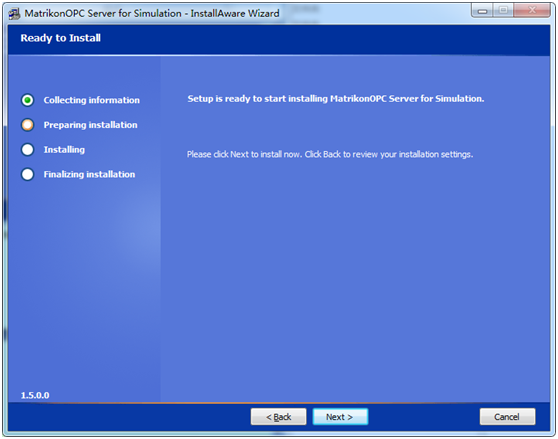 MatrikonOPC Server for Simulation - InstallAware Wizard
Ready to Install
Collecting information
Preparing installation
Installing
Finalizing installation
Setup is ready to start installing MatrikonOPC Server for Simulation.
Please click Next to install now. Click Back to review your installation settings.
1.5.0.0
< Back
Next >
Cancel